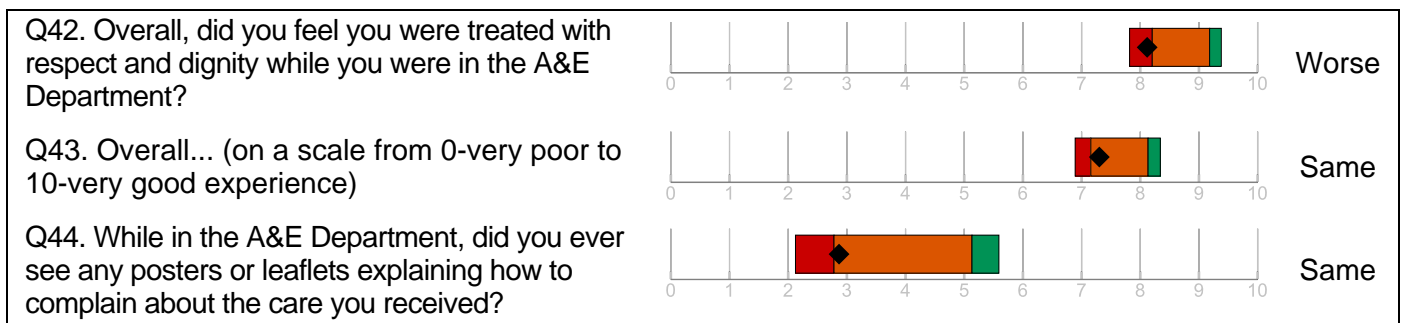 Q42. Overall, did you feel you were treated with
respect and dignity while you were in the A&E
Department?
0 1 2 3 4 5 6 7 8 9 10
Worse
Q43. Overall... (on a scale from 0-very poor to
10-very good experience)
0 1 2 3 4 5 6 7 8 9 10
Same
Q44. While in the A&E Department, did you ever
see any posters or leaflets explaining how to
complain about the care you received?
0 1 2 3 4 5 6 7 8 9 10
Same